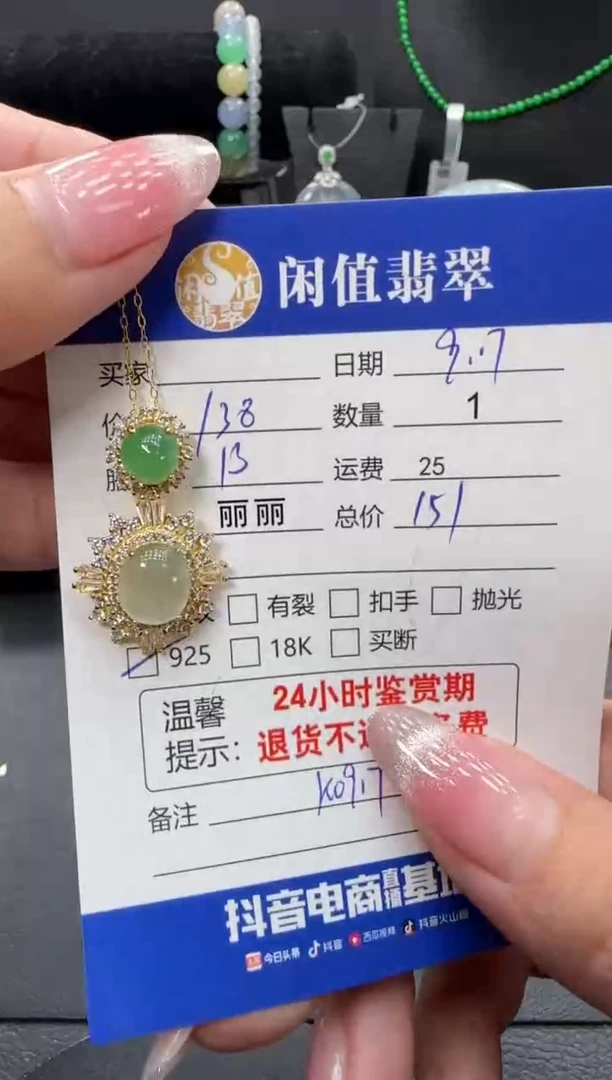 闲值翡翠
买家 日期 9.17
价 138 数量 1
13 运费 25
丽丽 总价 151
有裂 扣手 抛光
925 18K 买断
温馨 24小时鉴赏期
提示: 退货不 费
备注 K09.17
抖音电商直播基
今日头条 抖音 西瓜视频 抖音火山